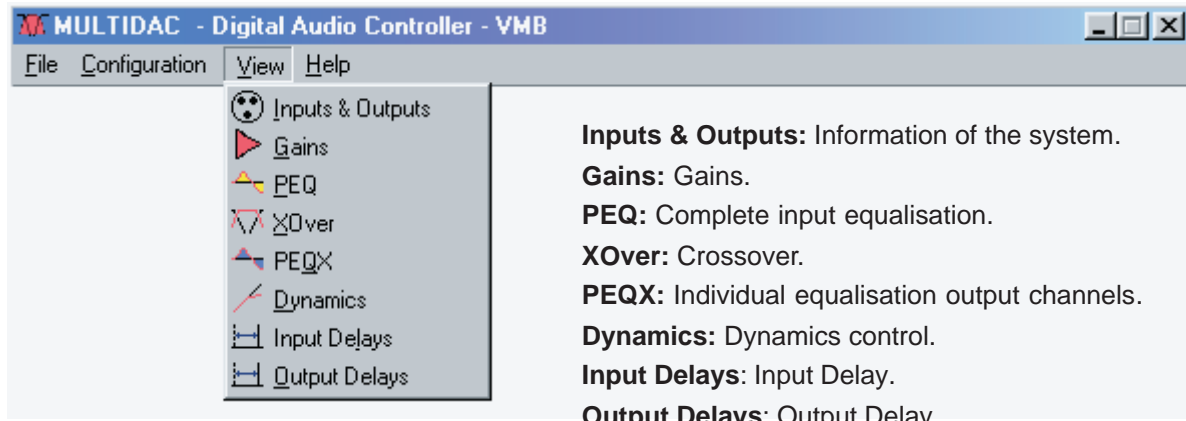 MULTIDAC - Digital Audio Controller - VMB
File Configuration View Help
Inputs & Outputs
Gains
PEQ
XOver
PEQX
Dynamics
Input Delays
Output Delays
Inputs & Outputs: Information of the system.
Gains: Gains.
PEQ: Complete input equalisation.
XOver: Crossover.
PEQX: Individual equalisation output channels.
Dynamics: Dynamics control.
Input Delays: Input Delay.
Output Delays: Output Delay